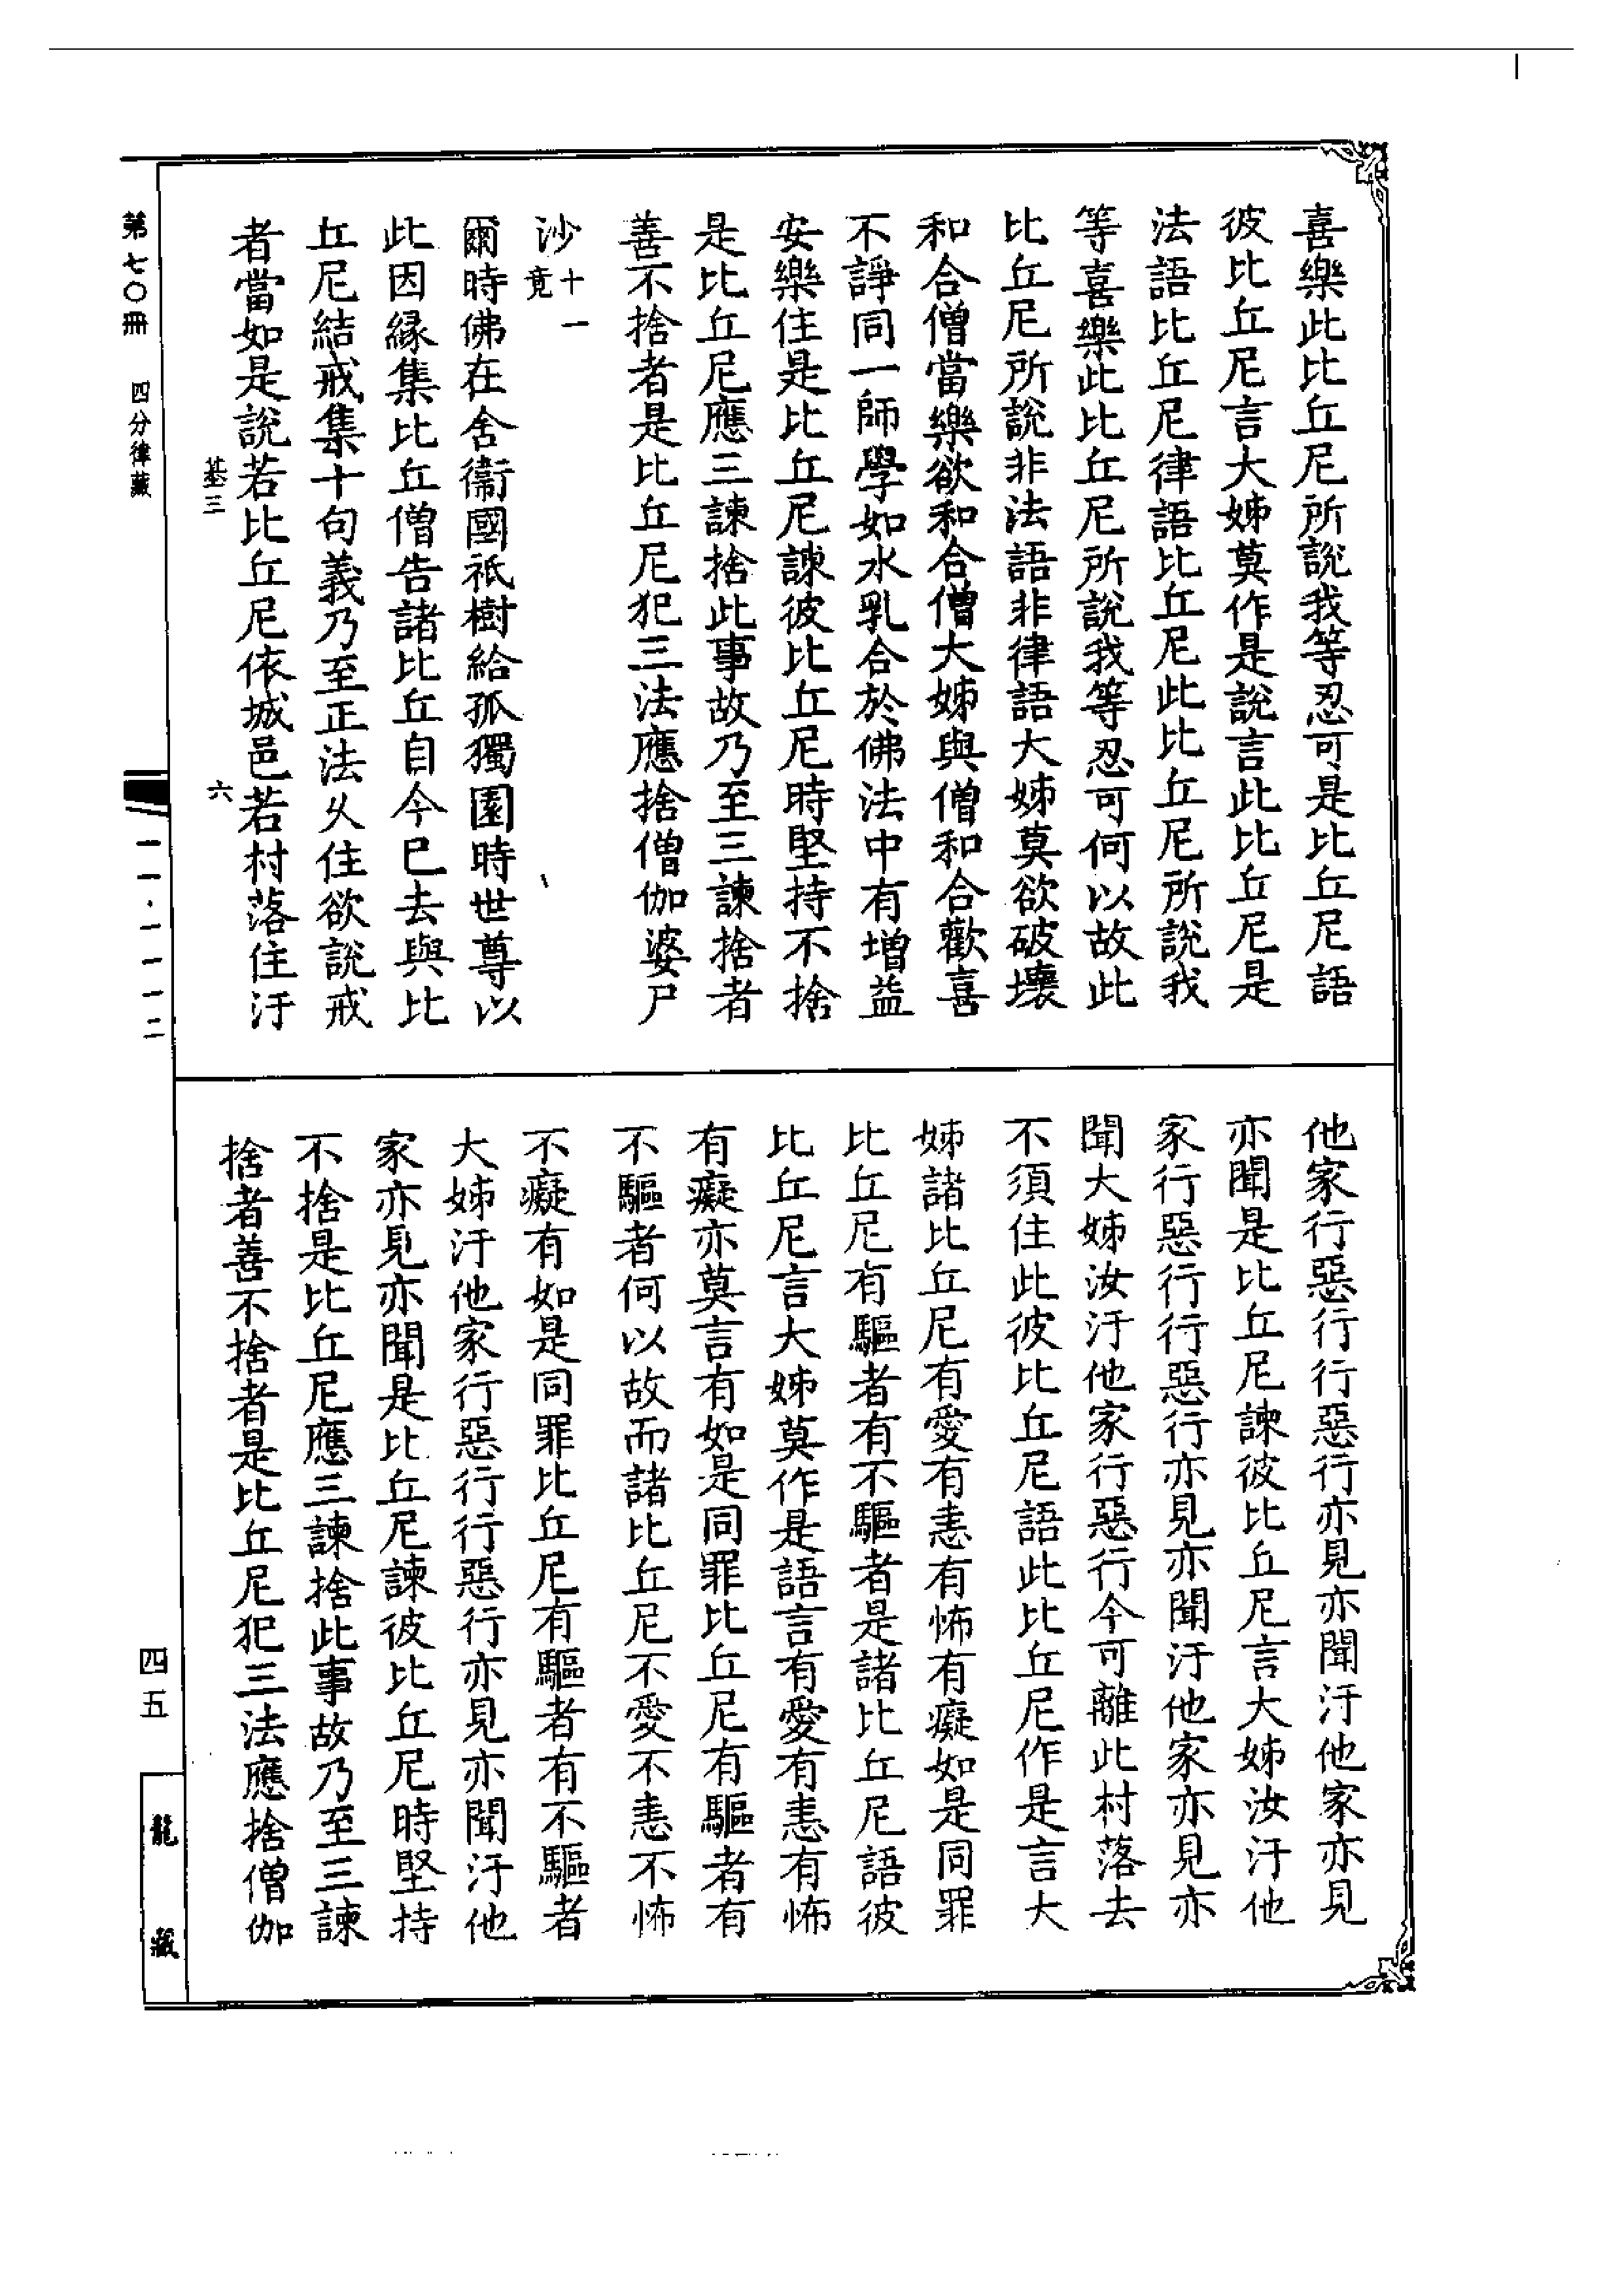 喜樂此比丘尼所說我等忍可是比丘尼語
彼比丘尼言大姊莫作是說言此比丘尼是
法語比丘尼律語比丘尼此比丘尼所說我
等喜樂此比丘尼所說我等忍可何以故此
比丘尼所說非法語非律語大姊莫欲破壞
和合僧當樂欲和合僧大姊與僧和合歡喜
不諍同一師學如水乳合於佛法中有增益
安樂住是比丘尼諫彼比丘尼時堅持不捨
是比丘尼應三諫捨此事故乃至三諫捨者
善不捨者是比丘尼犯三法應捨僧伽婆尸
沙十一竟
爾時佛在舍衛國祇樹給孤獨園時世尊以
此因緣集比丘僧告諸比丘自今已去與比
丘尼結戒集十句義乃至正法久住欲說戒
者當如是說若比丘尼依城邑若村落住汙
他家行惡行行惡行亦見亦聞汙他家亦見
亦聞是比丘尼諫彼比丘尼言大姊汝汙他
家行惡行行惡行亦見亦聞汙他家亦見亦
聞大姊汝汙他家行惡行今可離此村落去
不須住此彼比丘尼語此比丘尼作是言大
姊諸比丘尼有愛有恚有怖有癡如是同罪
比丘尼有驅者有不驅者是諸比丘尼語彼
比丘尼言大姊莫作是語言有愛有恚有怖
有癡亦莫言有如是同罪比丘尼有驅者有
不驅者何以故而諸比丘尼不愛不恚不怖
不癡有如是同罪比丘尼有驅者有不驅者
大姊汙他家行惡行行惡行亦見亦聞汙他
家亦見亦聞是比丘尼諫彼比丘尼時堅持
不捨是比丘尼應三諫捨此事故乃至三諫
捨者善不捨者是比丘尼犯三法應捨僧伽
基三
六
第七〇冊
四分律藏
一一·一一一二
四五
龍藏